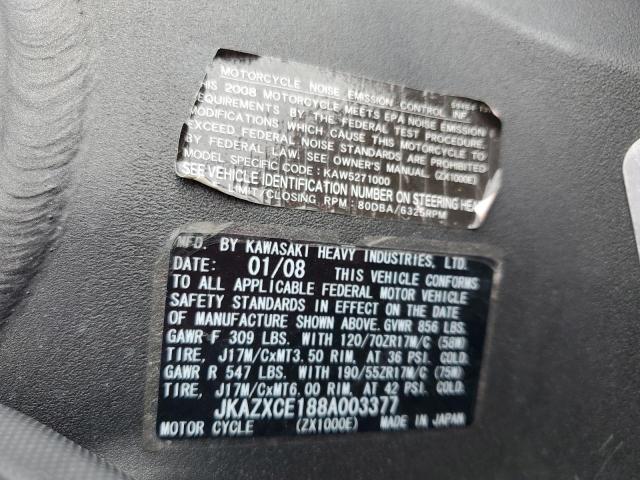 MOTORCYCLE NOISE EMISSION CONTROL INF
THIS 2008 MOTORCYCLE MEETS EPA NOISE EMISSION
REQUIREMENTS BY THE FEDERAL TEST PROCEDURE.
MODIFICATIONS WHICH CAUSE THIS MOTORCYCLE TO
EXCEED FEDERAL NOISE STANDARDS ARE PROHIBITED
BY FEDERAL LAW. SEE OWNER'S MANUAL. (ZX1000E)
MODEL SPECIFIC CODE: KAW5271000
SEE VEHICLE IDENTIFICATION NUMBER ON STEERING HEA
LIMIT/CLOSING RPM: 80DBA/6325RPM
MFD. BY KAWASAKI HEAVY INDUSTRIES, LTD.
DATE: 01/08 THIS VEHICLE CONFORMS
TO ALL APPLICABLE FEDERAL MOTOR VEHICLE
SAFETY STANDARDS IN EFFECT ON THE DATE
OF MANUFACTURE SHOWN ABOVE. GVWR 856 LBS.
GAWR F 309 LBS. WITH 120/70ZR17M/C (58W)
TIRE, J17M/CxMT3.50 RIM, AT 36 PSI COLD.
GAWR R 547 LBS. WITH 190/55ZR17M/C (75W)
TIRE, J17M/CxMT6.00 RIM, AT 42 PSI COLD.
JKAZXCE188A003377
MOTOR CYCLE (ZX1000E) MADE IN JAPAN